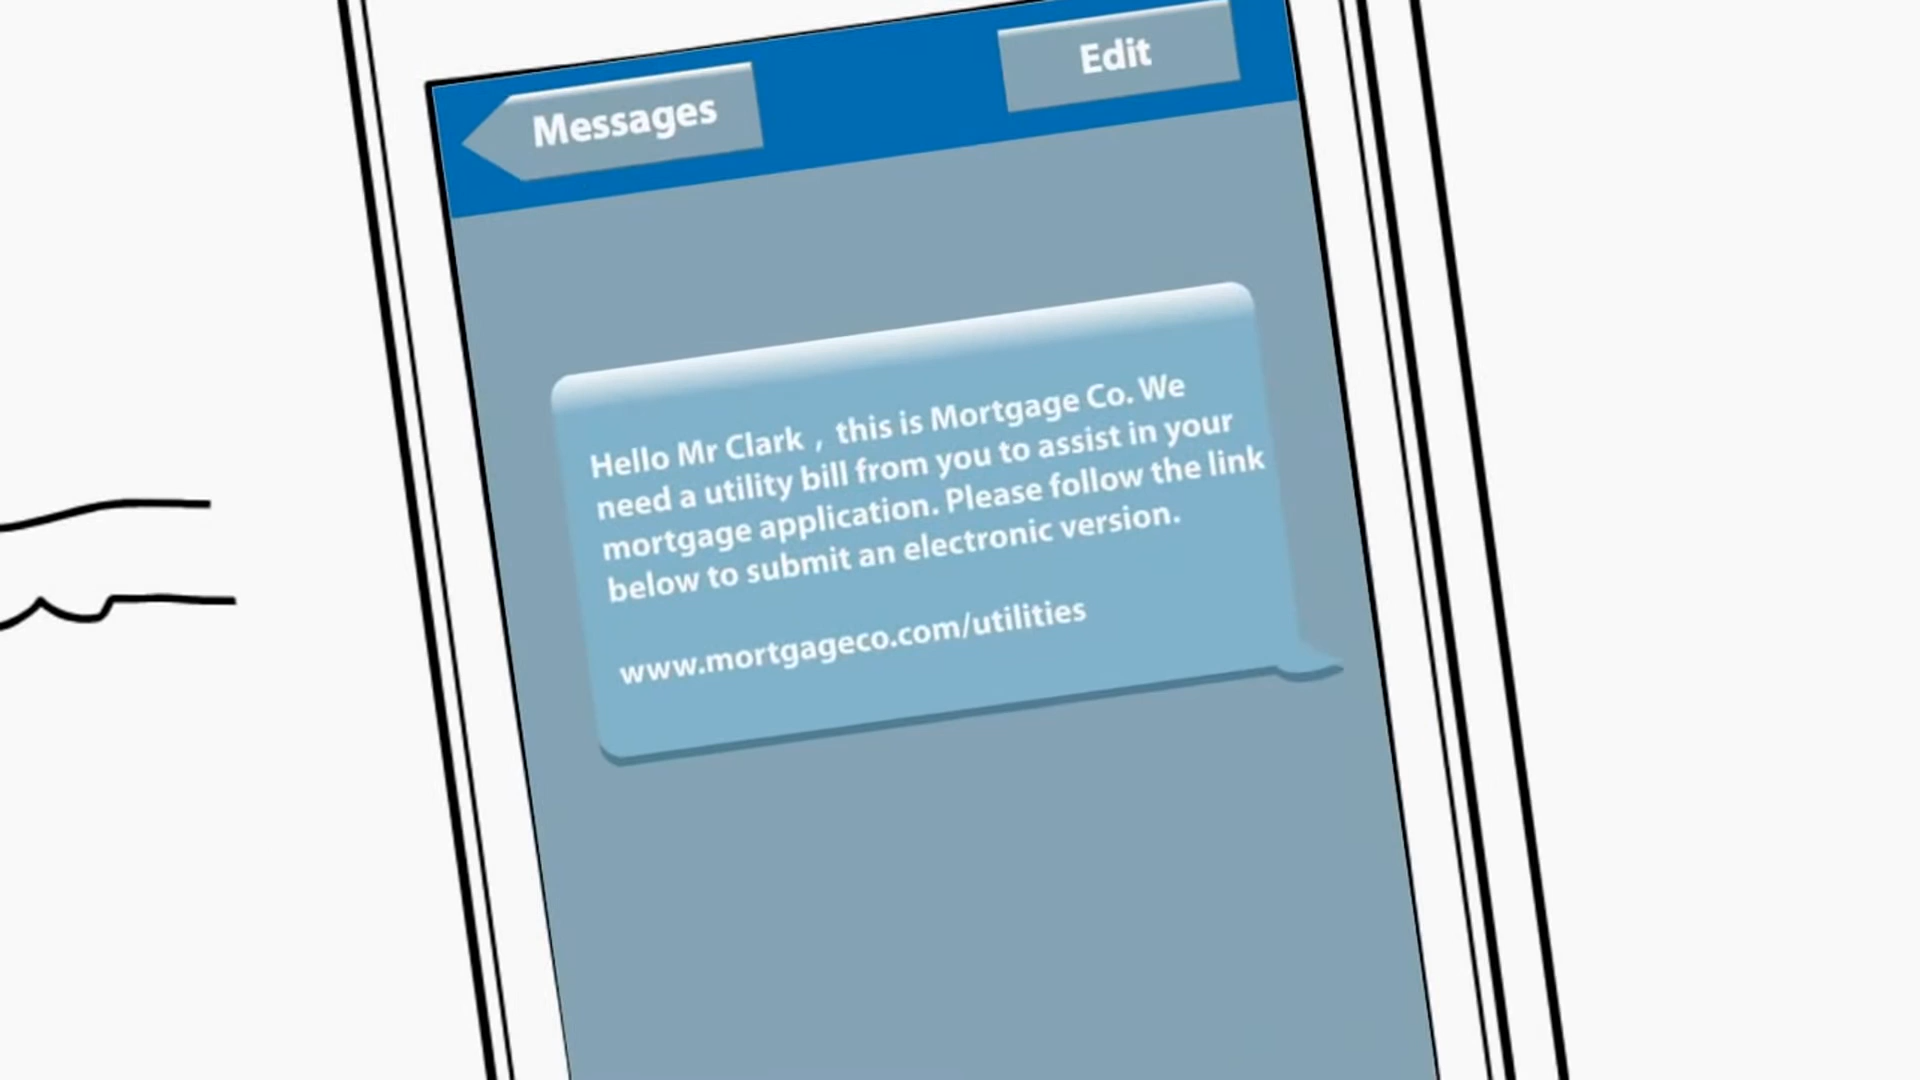 Messages
Edit
Hello Mr Clark , this is Mortgage Co. We
need a utility bill from you to assist in your
mortgage application. Please follow the link
below to submit an electronic version.
www.mortgageco.com/utilities